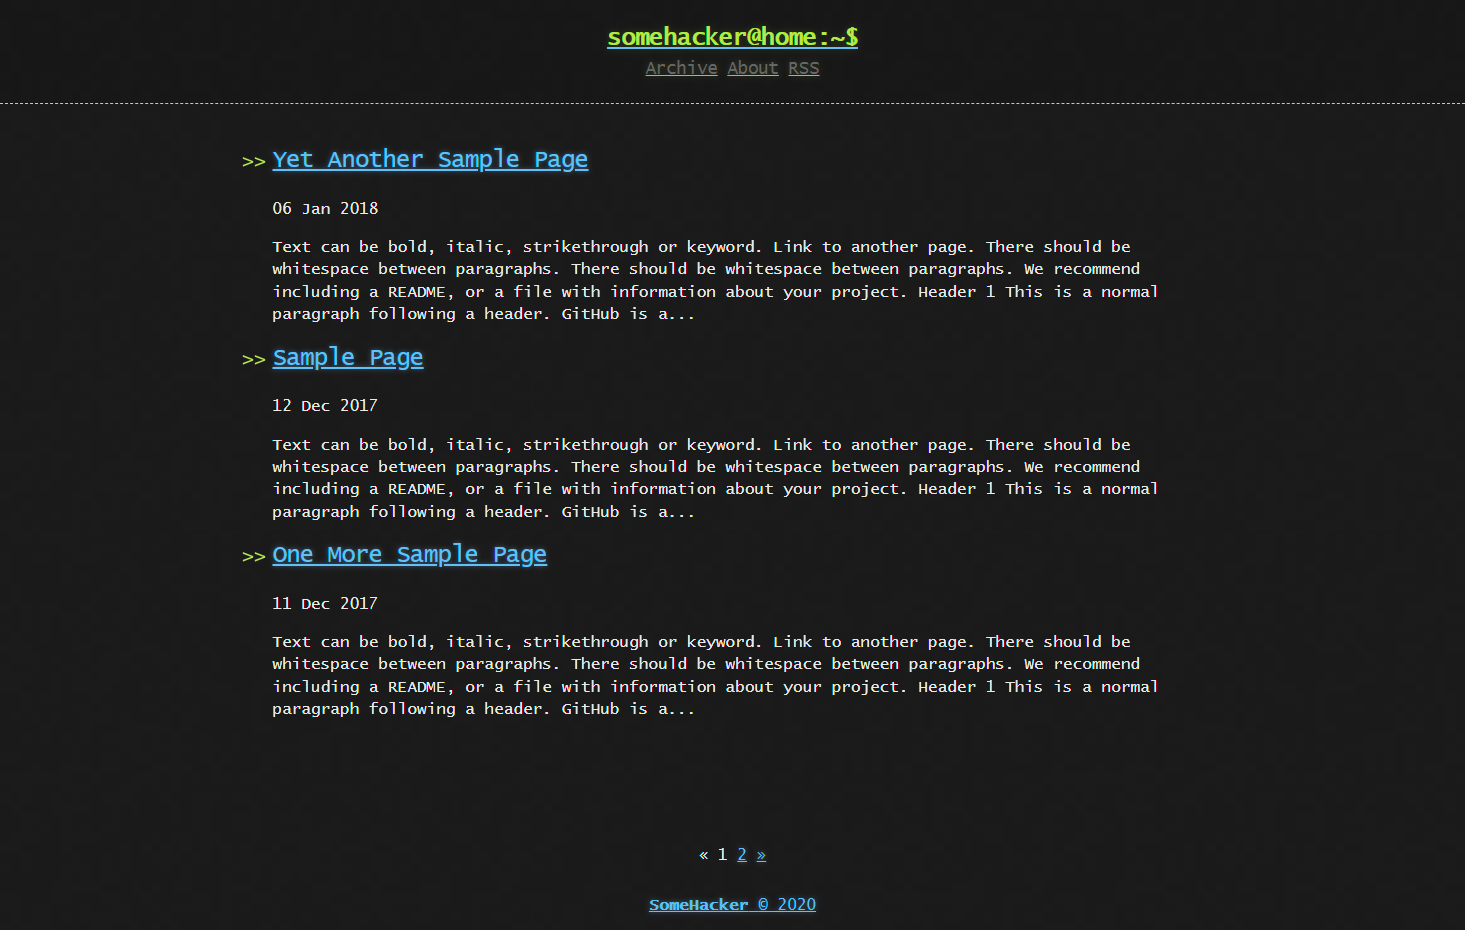 somehacker@home:~$
Archive About RSS
>> Yet Another Sample Page
06 Jan 2018
Text can be bold, italic, strikethrough or keyword. Link to another page. There should be
whitespace between paragraphs. There should be whitespace between paragraphs. We recommend
including a README, or a file with information about your project. Header 1 This is a normal
paragraph following a header. GitHub is a...
>> Sample Page
12 Dec 2017
Text can be bold, italic, strikethrough or keyword. Link to another page. There should be
whitespace between paragraphs. There should be whitespace between paragraphs. We recommend
including a README, or a file with information about your project. Header 1 This is a normal
paragraph following a header. GitHub is a...
>> One More Sample Page
11 Dec 2017
Text can be bold, italic, strikethrough or keyword. Link to another page. There should be
whitespace between paragraphs. There should be whitespace between paragraphs. We recommend
including a README, or a file with information about your project. Header 1 This is a normal
paragraph following a header. GitHub is a...
« 1 2 »
SomeHacker © 2020